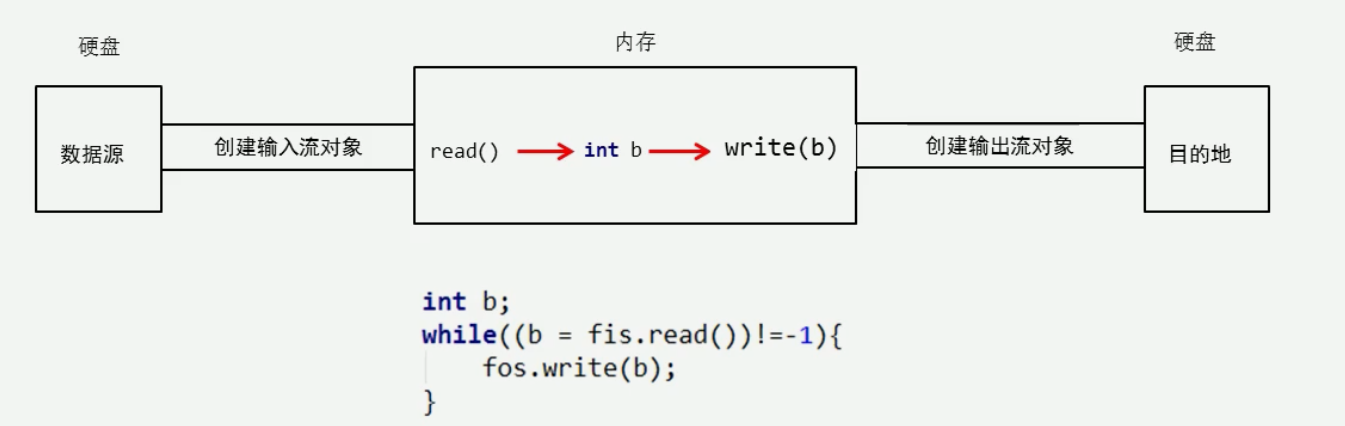 硬盘
内存
硬盘
数据源
创建输入流对象
read()
int b
write(b)
创建输出流对象
目的地
int b;
while((b = fis.read())!=-1){
    fos.write(b);
}